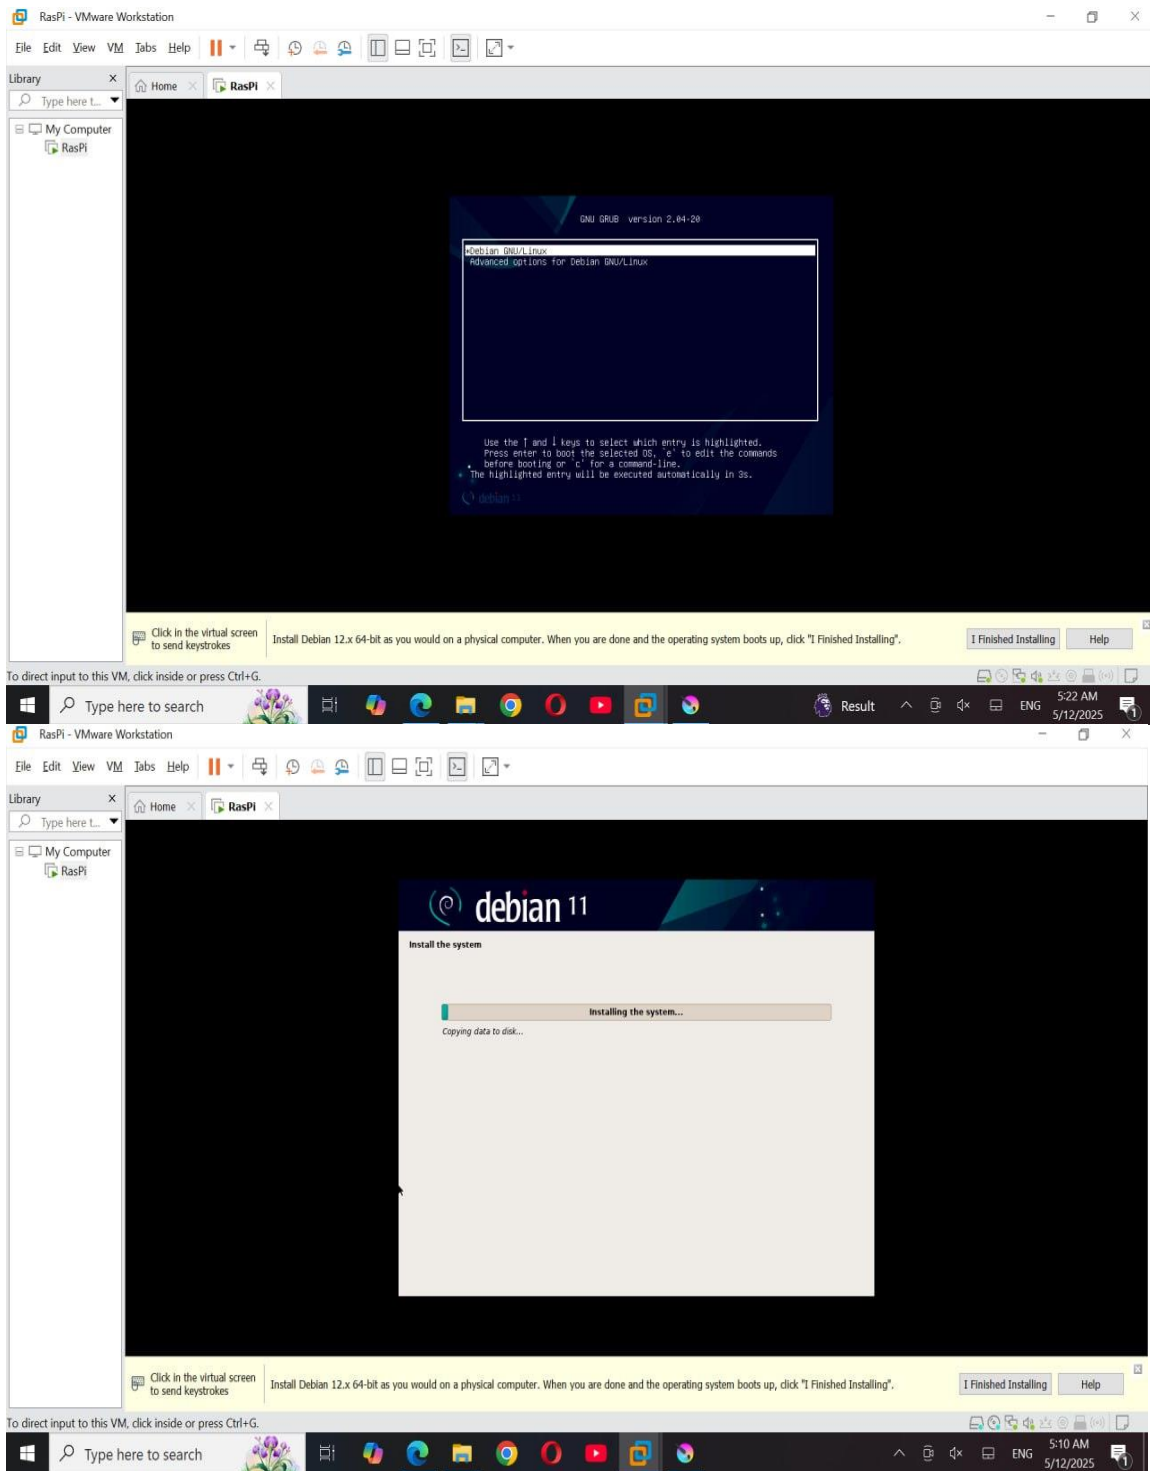 RasPi - VMware Workstation
File Edit View VM Tabs Help
Library X
Home X RasPi X
Type here t...
My Computer
RasPi
GNU GRUB version 2.04-20
*Debian GNU/Linux
Advanced options for Debian GNU/Linux
Use the ↑ and ↓ keys to select which entry is highlighted.
Press enter to boot the selected OS, `e' to edit the commands
before booting or `c' for a command-line.
The highlighted entry will be executed automatically in 3s.
debian 11
Click in the virtual screen
to send keystrokes
Install Debian 12.x 64-bit as you would on a physical computer. When you are done and the operating system boots up, click "I Finished Installing".
I Finished Installing Help
To direct input to this VM, click inside or press Ctrl+G.
Type here to search
Result
ENG
5:22 AM
5/12/2025
1
RasPi - VMware Workstation
File Edit View VM Tabs Help
Library X
Home X RasPi X
Type here t...
My Computer
RasPi
debian 11
Install the system
Installing the system...
Copying data to disk...
Click in the virtual screen
to send keystrokes
Install Debian 12.x 64-bit as you would on a physical computer. When you are done and the operating system boots up, click "I Finished Installing".
I Finished Installing Help
To direct input to this VM, click inside or press Ctrl+G.
Type here to search
ENG
5:10 AM
5/12/2025
1